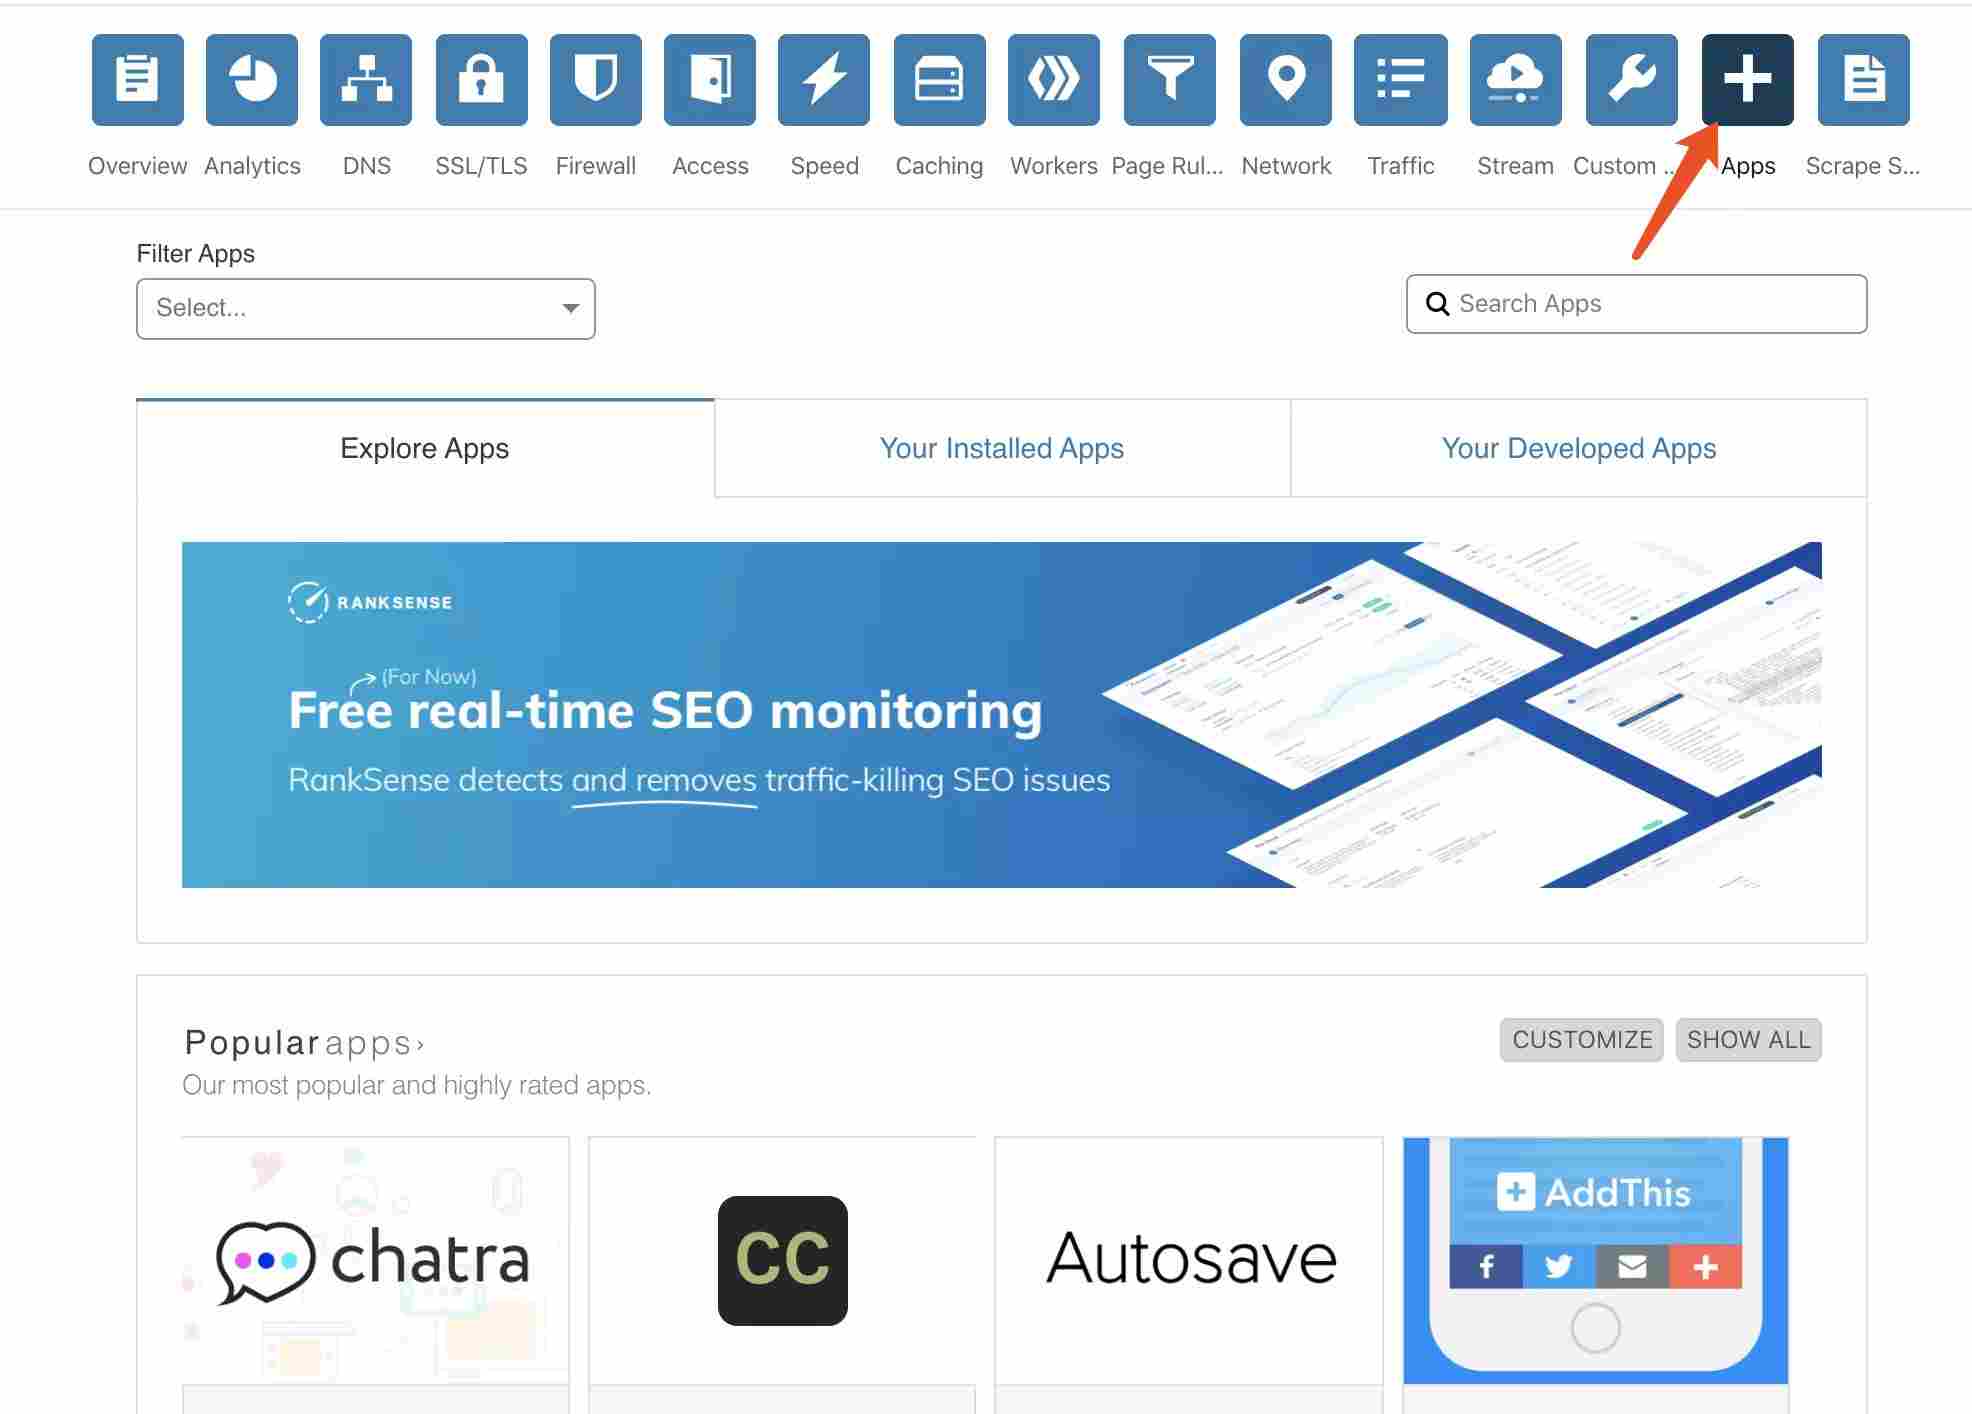 Overview Analytics DNS SSL/TLS Firewall Access Speed Caching Workers Page Rul... Network Traffic Stream Custom .. Apps Scrape S...
Filter Apps
Select...
Search Apps
Explore Apps
Your Installed Apps
Your Developed Apps
RANKSENSE
(For Now)
Free real-time SEO monitoring
RankSense detects and removes traffic-killing SEO issues
Popular apps ›
CUSTOMIZE
SHOW ALL
Our most popular and highly rated apps.
chatra
CC
Autosave
AddThis